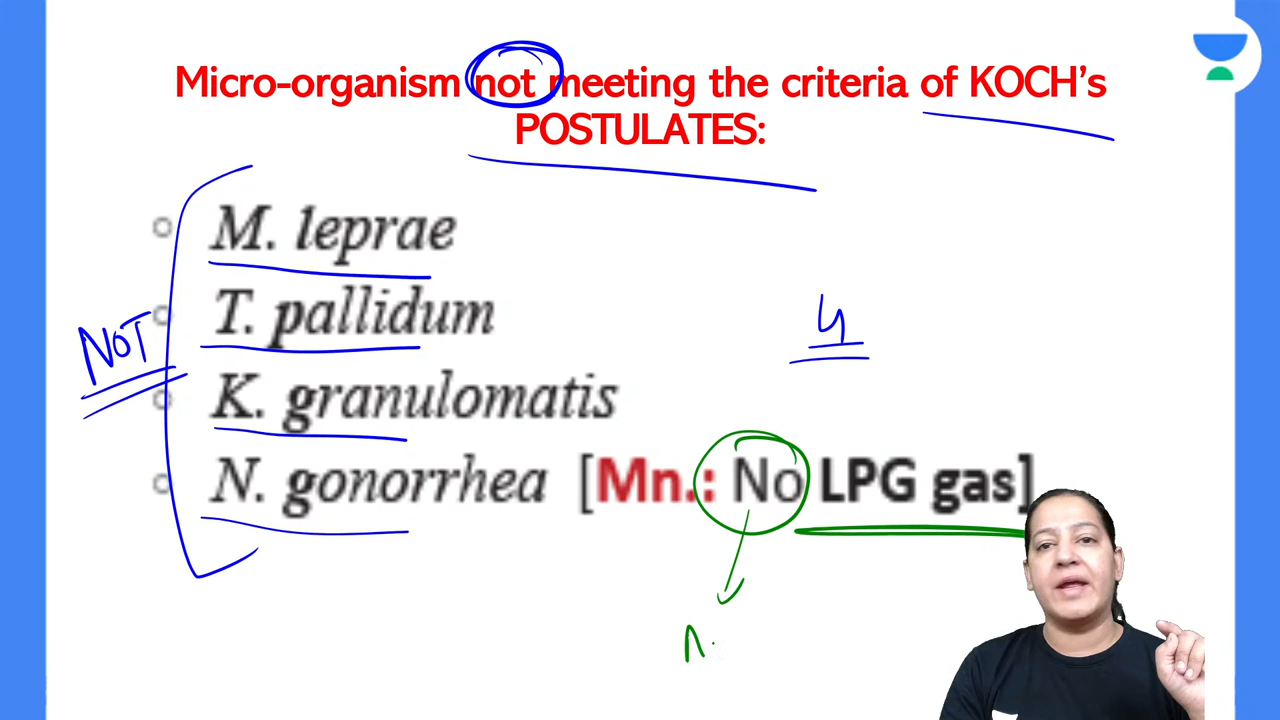 Micro-organism not meeting the criteria of KOCH's
POSTULATES:
M. leprae
T. pallidum
NOT
4
K. granulomatis
N. gonorrhea [Mn.: No LPG gas]